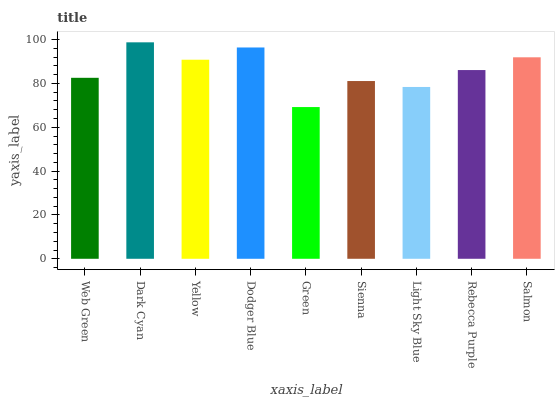 title
yaxis_label
100
80
60
40
20
0
Web Green
Dark Cyan
Yellow
Dodger Blue
Green
Sienna
Light Sky Blue
Rebecca Purple
Salmon
xaxis_label